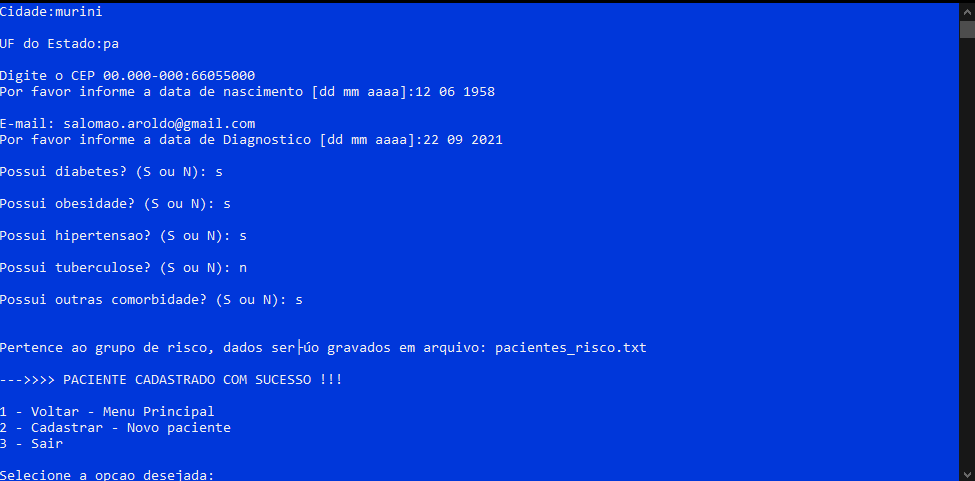 Cidade:murini
UF do Estado:pa
Digite o CEP 00.000-000:66055000
Por favor informe a data de nascimento [dd mm aaaa]:12 06 1958
E-mail: salomao.aroldo@gmail.com
Por favor informe a data de Diagnostico [dd mm aaaa]:22 09 2021
Possui diabetes? (S ou N): s
Possui obesidade? (S ou N): s
Possui hipertensao? (S ou N): s
Possui tuberculose? (S ou N): n
Possui outras comorbidade? (S ou N): s
Pertence ao grupo de risco, dados ser├úo gravados em arquivo: pacientes_risco.txt
--->>>> PACIENTE CADASTRADO COM SUCESSO !!!
1 - Voltar - Menu Principal
2 - Cadastrar - Novo paciente
3 - Sair
Selecione a opcao desejada: